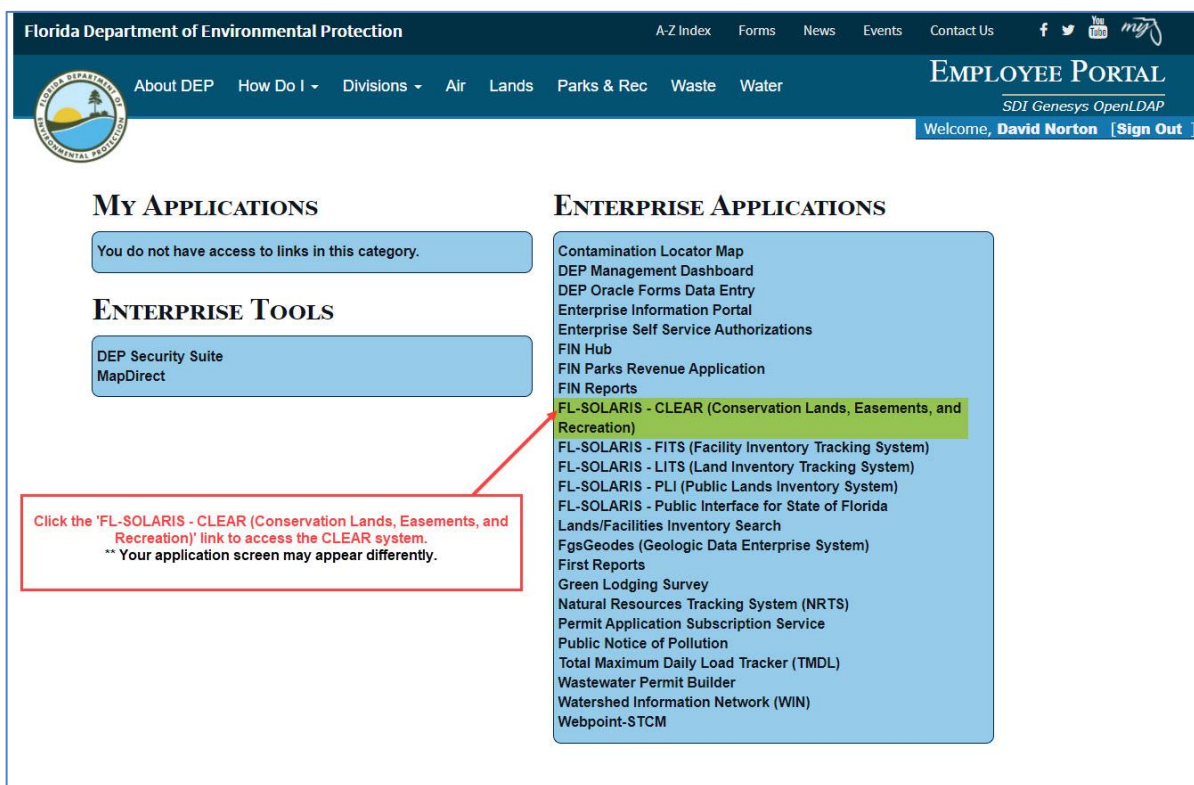 Florida Department of Environmental Protection
A-Z Index Forms News Events Contact Us
You
Tube
my
FLORIDA DEPARTMENT OF
ENVIRONMENTAL PROTECTION
About DEP How Do I Divisions Air Lands Parks & Rec Waste Water
EMPLOYEE PORTAL
SDI Genesys OpenLDAP
Welcome, David Norton [Sign Out ]
MY APPLICATIONS
You do not have access to links in this category.
ENTERPRISE TOOLS
DEP Security Suite
MapDirect
Click the 'FL-SOLARIS - CLEAR (Conservation Lands, Easements, and
Recreation)' link to access the CLEAR system.
** Your application screen may appear differently.
ENTERPRISE APPLICATIONS
Contamination Locator Map
DEP Management Dashboard
DEP Oracle Forms Data Entry
Enterprise Information Portal
Enterprise Self Service Authorizations
FIN Hub
FIN Parks Revenue Application
FIN Reports
FL-SOLARIS - CLEAR (Conservation Lands, Easements, and
Recreation)
FL-SOLARIS - FITS (Facility Inventory Tracking System)
FL-SOLARIS - LITS (Land Inventory Tracking System)
FL-SOLARIS - PLI (Public Lands Inventory System)
FL-SOLARIS - Public Interface for State of Florida
Lands/Facilities Inventory Search
FgsGeodes (Geologic Data Enterprise System)
First Reports
Green Lodging Survey
Natural Resources Tracking System (NRTS)
Permit Application Subscription Service
Public Notice of Pollution
Total Maximum Daily Load Tracker (TMDL)
Wastewater Permit Builder
Watershed Information Network (WIN)
Webpoint-STCM